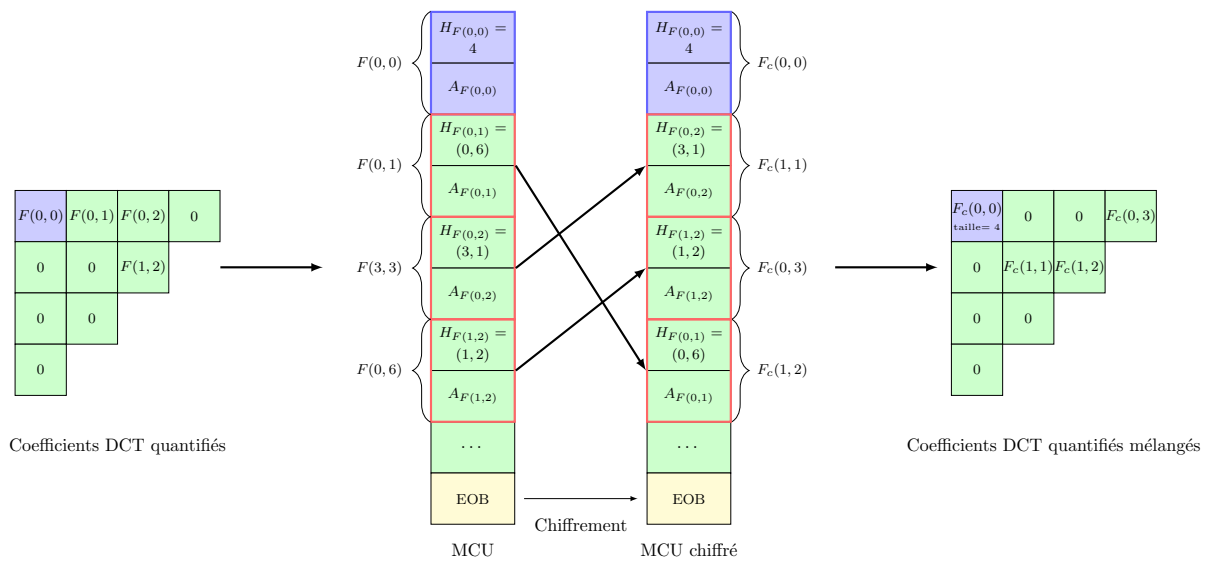 F(0, 0) F(0, 1) F(0, 2) 0
0 0 F(1, 2)
0 0
0
Coefficients DCT quantifiés
F(0, 0)
F(0, 1)
F(3, 3)
F(0, 6)
H_{F(0,0)} =
4
A_{F(0,0)}
H_{F(0,1)} =
(0, 6)
A_{F(0,1)}
H_{F(0,2)} =
(3, 1)
A_{F(0,2)}
H_{F(1,2)} =
(1, 2)
A_{F(1,2)}
...
EOB
MCU
Chiffrement
H_{F(0,0)} =
4
A_{F(0,0)}
H_{F(0,2)} =
(3, 1)
A_{F(0,2)}
H_{F(1,2)} =
(1, 2)
A_{F(1,2)}
H_{F(0,1)} =
(0, 6)
A_{F(0,1)}
...
EOB
MCU chiffré
F_c(0, 0)
F_c(1, 1)
F_c(0, 3)
F_c(1, 2)
F_c(0, 0) 0 0 F_c(0, 3)
taille= 4
0 F_c(1, 1) F_c(1, 2)
0 0
0
Coefficients DCT quantifiés mélangés